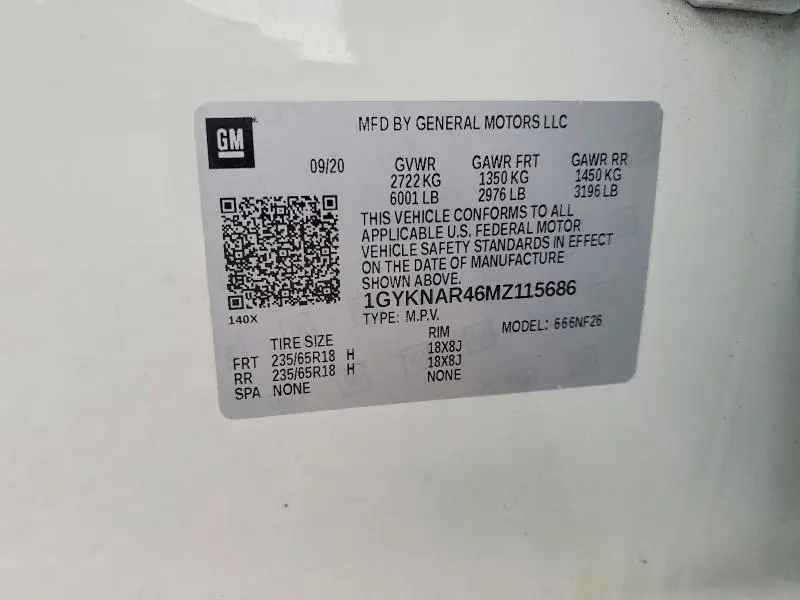 GM
MFD BY GENERAL MOTORS LLC
09/20 GVWR GAWR FRT GAWR RR
2722 KG 1350 KG 1450 KG
6001 LB 2976 LB 3196 LB
THIS VEHICLE CONFORMS TO ALL
APPLICABLE U.S. FEDERAL MOTOR
VEHICLE SAFETY STANDARDS IN EFFECT
ON THE DATE OF MANUFACTURE
SHOWN ABOVE.
1GYKNAR46MZ115686
140X
TYPE: M.P.V. MODEL: 666NF26
TIRE SIZE RIM
FRT 235/65R18 H 18X8J
RR 235/65R18 H 18X8J
SPA NONE NONE